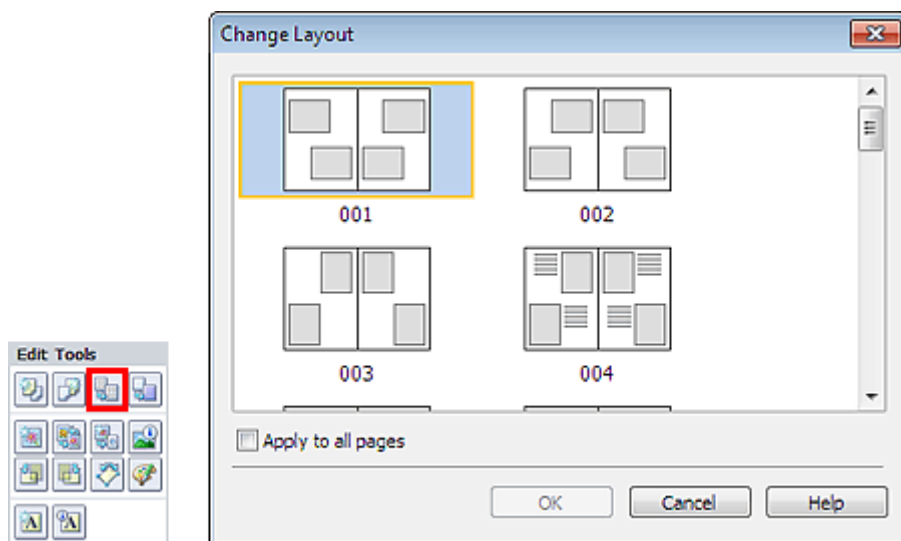 Change Layout
001
002
003
004
Edit Tools
Apply to all pages
OK
Cancel
Help
A
A